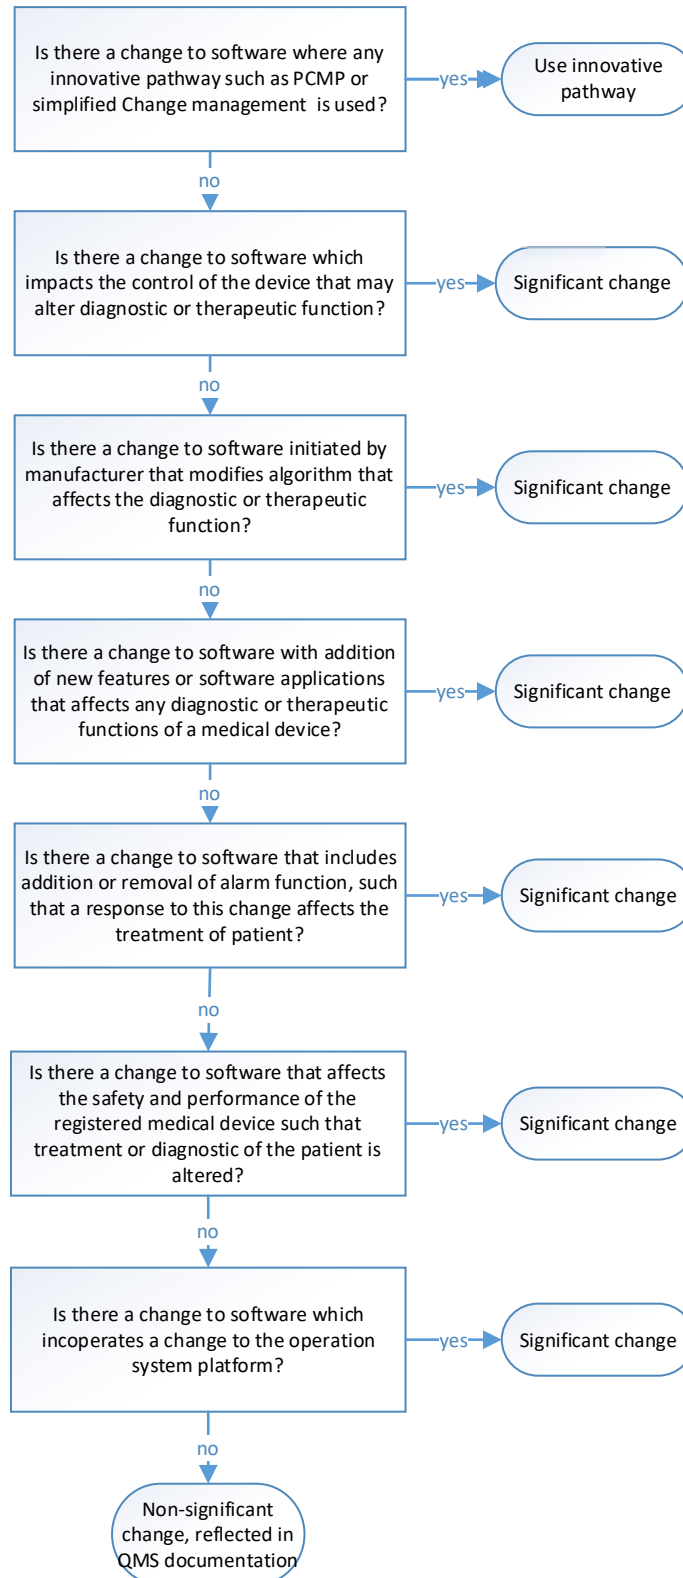 Is there a change to software where any
innovative pathway such as PCMP or
simplified Change management  is used?
yes
Use innovative
pathway
no
Is there a change to software which
impacts the control of the device that may
alter diagnostic or therapeutic function?
yes
Significant change
no
Is there a change to software initiated by
manufacturer that modifies algorithm that
affects the diagnostic or therapeutic
function?
yes
Significant change
no
Is there a change to software with addition
of new features or software applications
that affects any diagnostic or therapeutic
functions of a medical device?
yes
Significant change
no
Is there a change to software that includes
addition or removal of alarm function, such
that a response to this change affects the
treatment of patient?
yes
Significant change
no
Is there a change to software that affects
the safety and performance of the
registered medical device such that
treatment or diagnostic of the patient is
altered?
yes
Significant change
no
Is there a change to software which
incoperates a change to the operation
system platform?
yes
Significant change
no
Non-significant
change, reflected in
QMS documentation